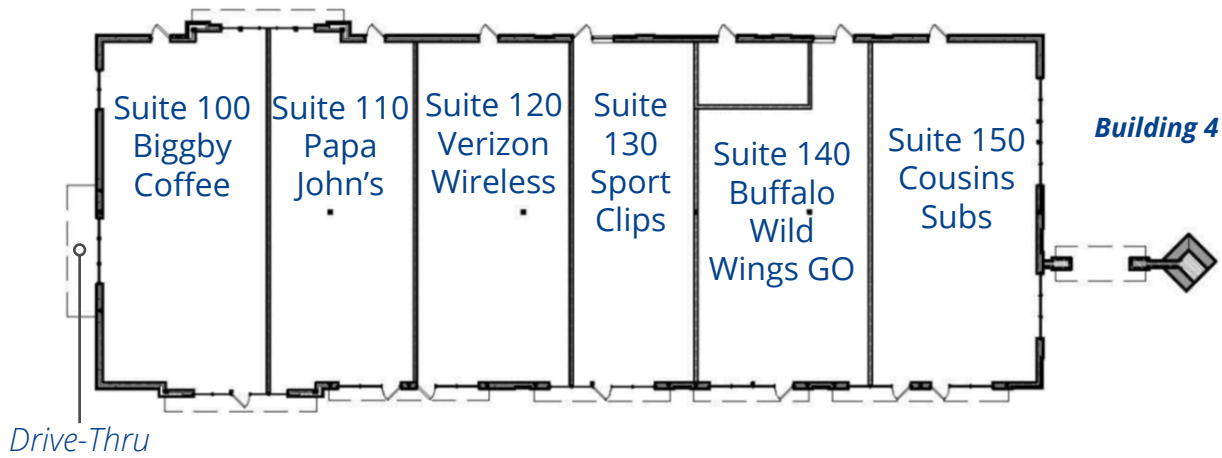 Suite 100
Biggby
Coffee
Suite 110
Papa
John’s
Suite 120
Verizon
Wireless
Suite
130
Sport
Clips
Suite 140
Buffalo
Wild
Wings GO
Suite 150
Cousins
Subs
Building 4
Drive-Thru